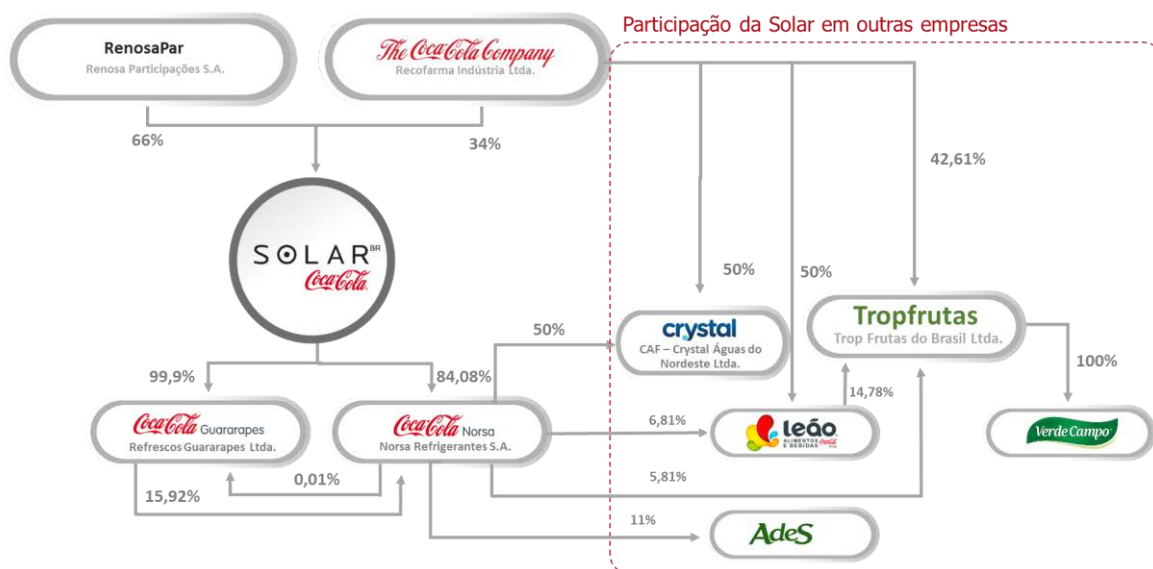 Participação da Solar em outras empresas
RenosaPar
Renosa Participações S.A.
The Coca-Cola Company
Recofarma Indústria Ltda.
66%
34%
42,61%
SOLAR BR
Coca-Cola
50%
50%
50%
crystal
CAF – Crystal Águas do
Nordeste Ltda.
Tropfrutas
Trop Frutas do Brasil Ltda.
100%
99,9%
84,08%
14,78%
Coca-Cola Guararapes
Refrescos Guararapes Ltda.
Coca-Cola Norsa
Norsa Refrigerantes S.A.
6,81%
leão
ALIMENTOS
E BEBIDAS
Verde Campo
0,01%
15,92%
5,81%
11%
AdeS